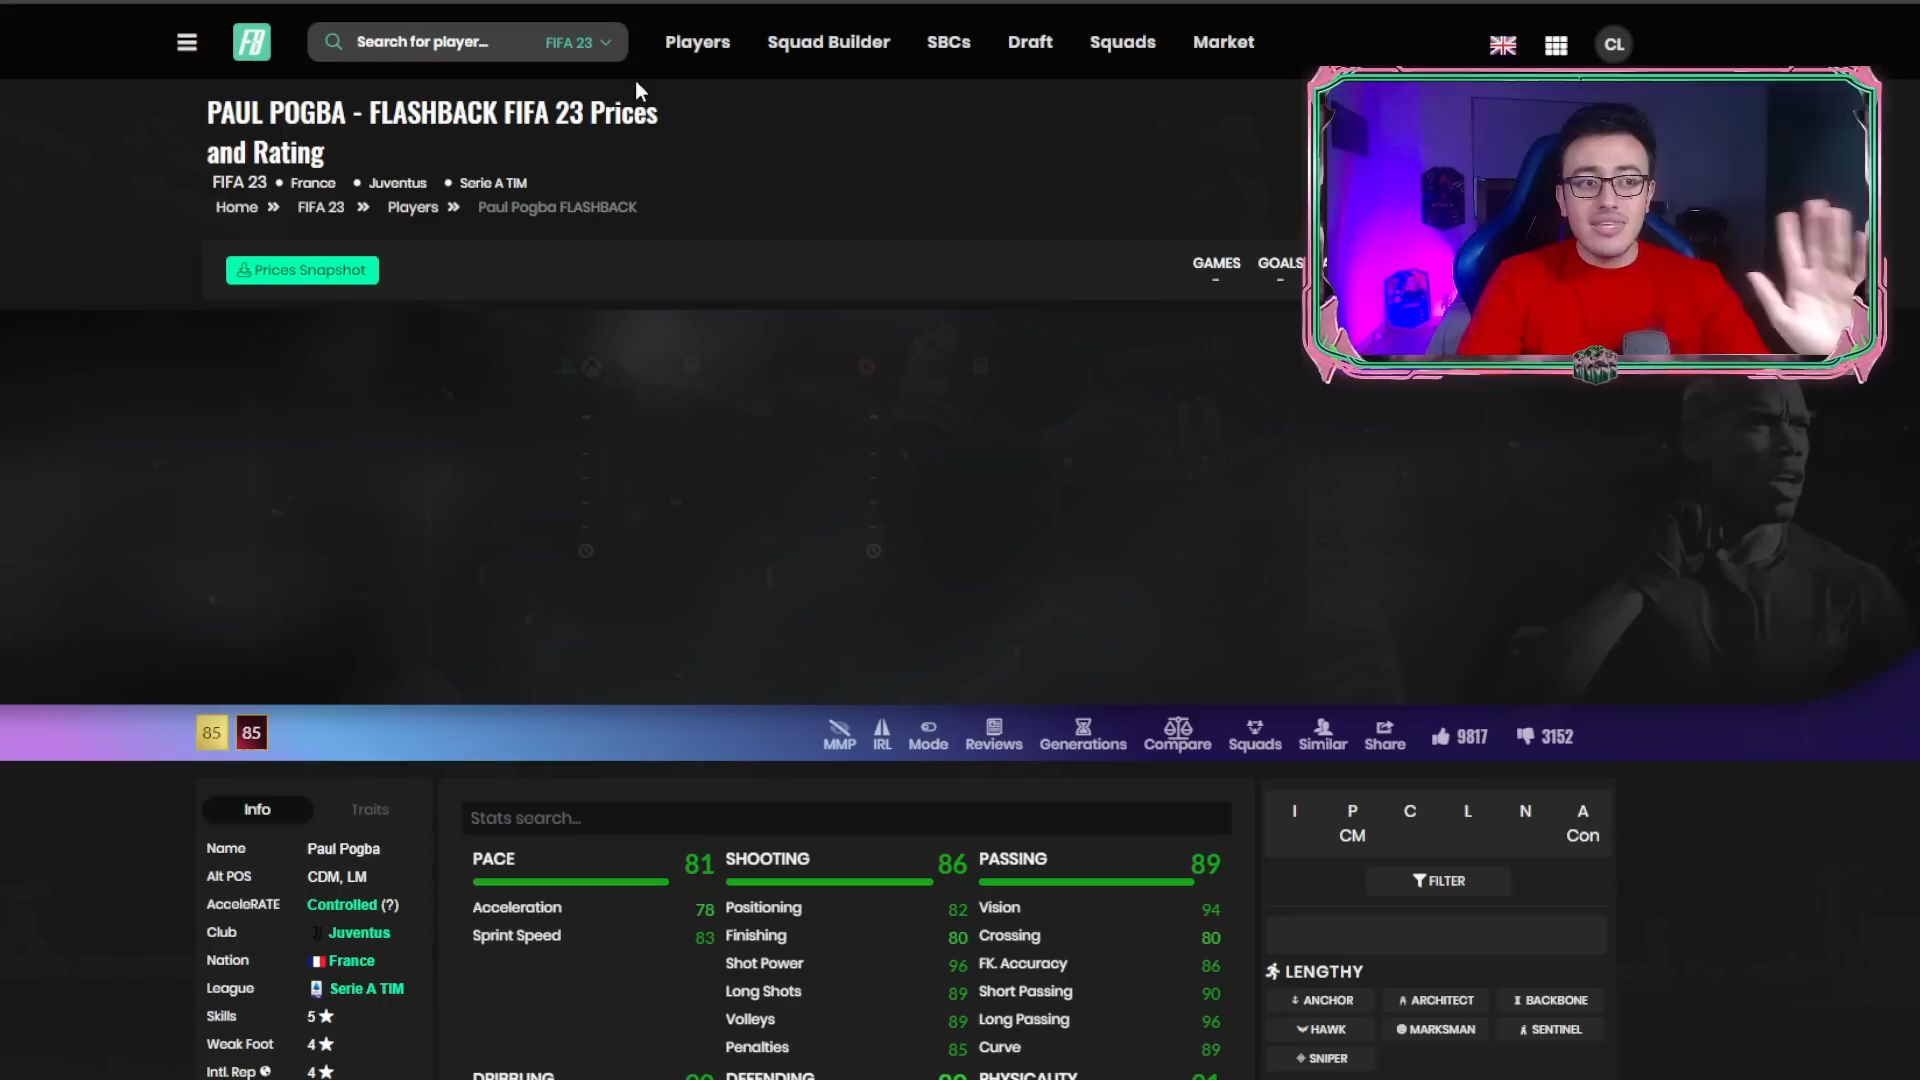 FB
Search for player...
FIFA 23
Players
Squad Builder
SBCs
Draft
Squads
Market
CL
PAUL POGBA - FLASHBACK FIFA 23 Prices
and Rating
FIFA 23 • France • Juventus • Serie A TIM
Home » FIFA 23 » Players » Paul Pogba FLASHBACK
Prices Snapshot
GAMES
-
GOALS
-
85
85
MMP
IRL
Mode
Reviews
Generations
Compare
Squads
Similar
Share
9817
3152
Info
Traits
Name Paul Pogba
Alt POS CDM, LM
AcceleRATE Controlled (?)
Club Juventus
Nation France
League Serie A TIM
Skills 5
Weak Foot 4
Intl. Rep 4
Stats search...
PACE 81
Acceleration 78
Sprint Speed 83
SHOOTING 86
Positioning 82
Finishing 80
Shot Power 96
Long Shots 89
Volleys 89
Penalties 85
PASSING 89
Vision 94
Crossing 80
FK. Accuracy 86
Short Passing 90
Long Passing 96
Curve 89
DRIBBLING
DEFENDING
PHYSICALITY
I P C L N A
CM Con
FILTER
LENGTHY
ANCHOR ARCHITECT BACKBONE
HAWK MARKSMAN SENTINEL
SNIPER